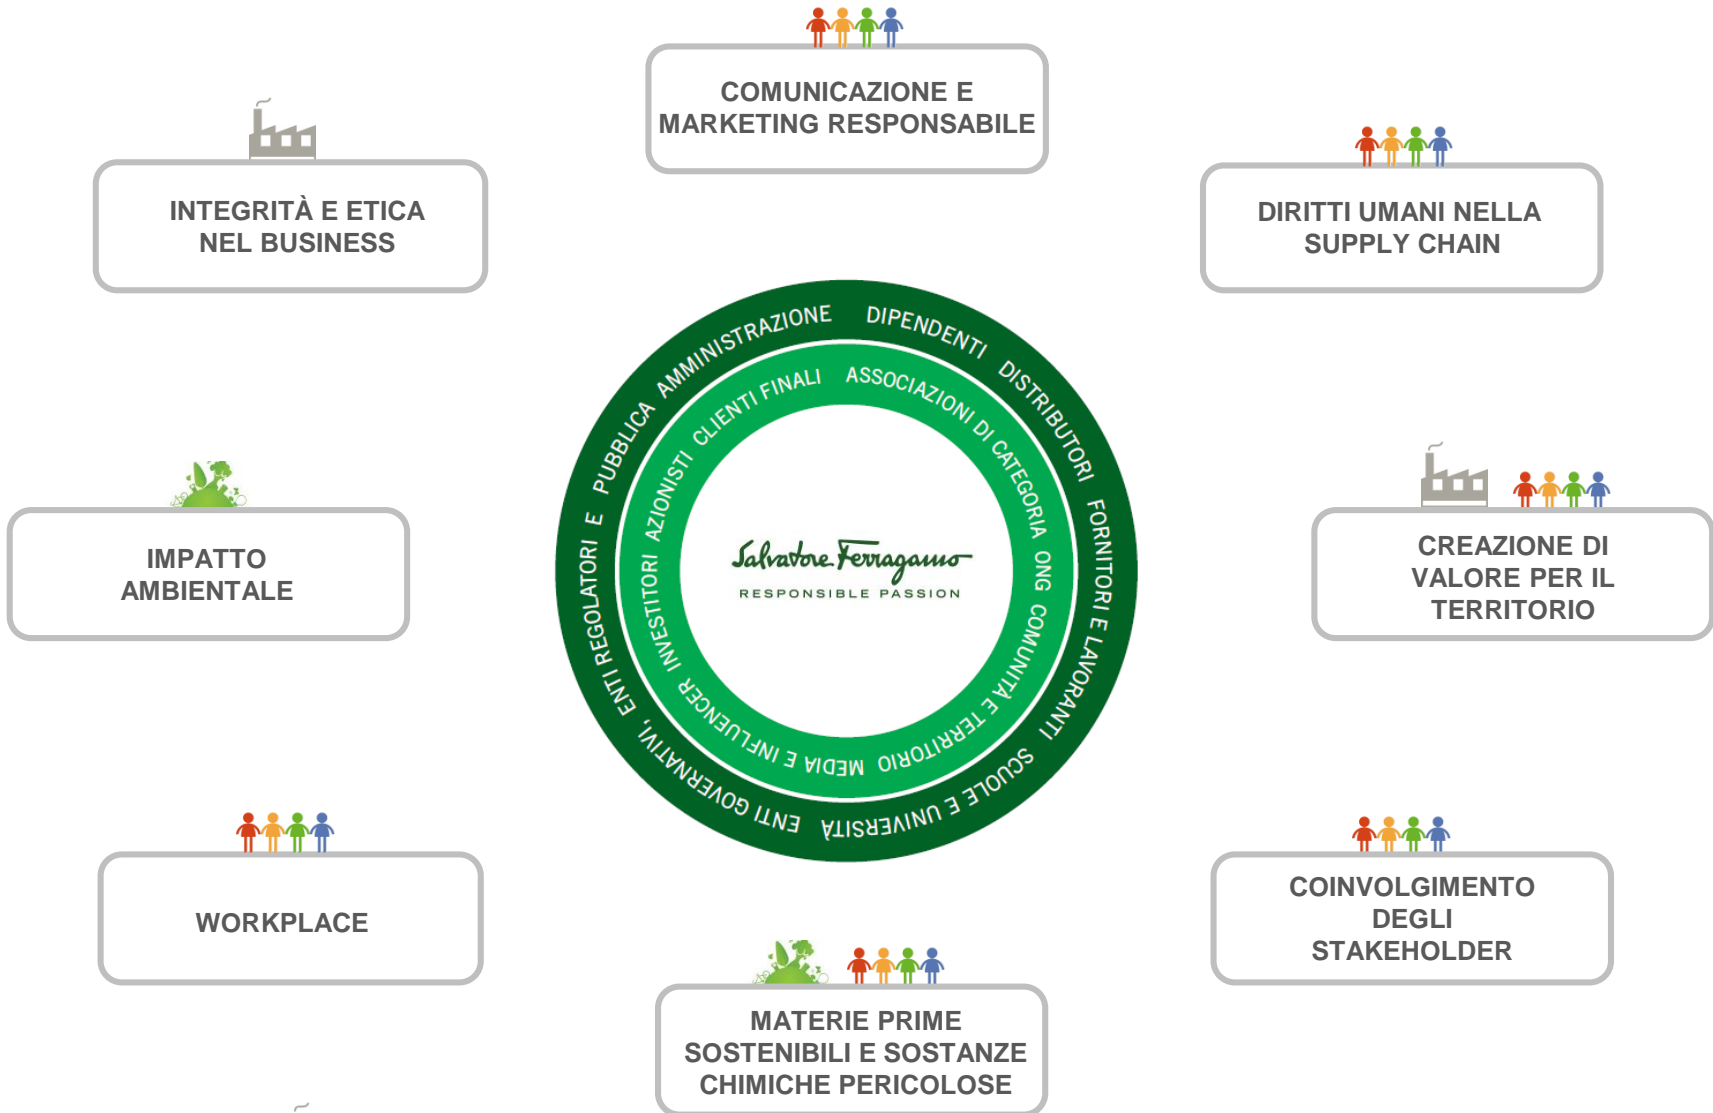 COMUNICAZIONE E
MARKETING RESPONSABILE
INTEGRITÀ E ETICA
NEL BUSINESS
DIRITTI UMANI NELLA
SUPPLY CHAIN
DIPENDENTI DISTRIBUTORI FORNITORI E LAVORANTI SCUOLE E UNIVERSITÀ ENTI GOVERNATIVI, ENTI REGOLATORI E PUBBLICA AMMINISTRAZIONE
ASSOCIAZIONI DI CATEGORIA ONG COMUNITÀ E TERRITORIO MEDIA E INFLUENCER INVESTITORI AZIONISTI CLIENTI FINALI
Salvatore Ferragamo
RESPONSIBLE PASSION
IMPATTO
AMBIENTALE
CREAZIONE DI
VALORE PER IL
TERRITORIO
WORKPLACE
COINVOLGIMENTO
DEGLI
STAKEHOLDER
MATERIE PRIME
SOSTENIBILI E SOSTANZE
CHIMICHE PERICOLOSE